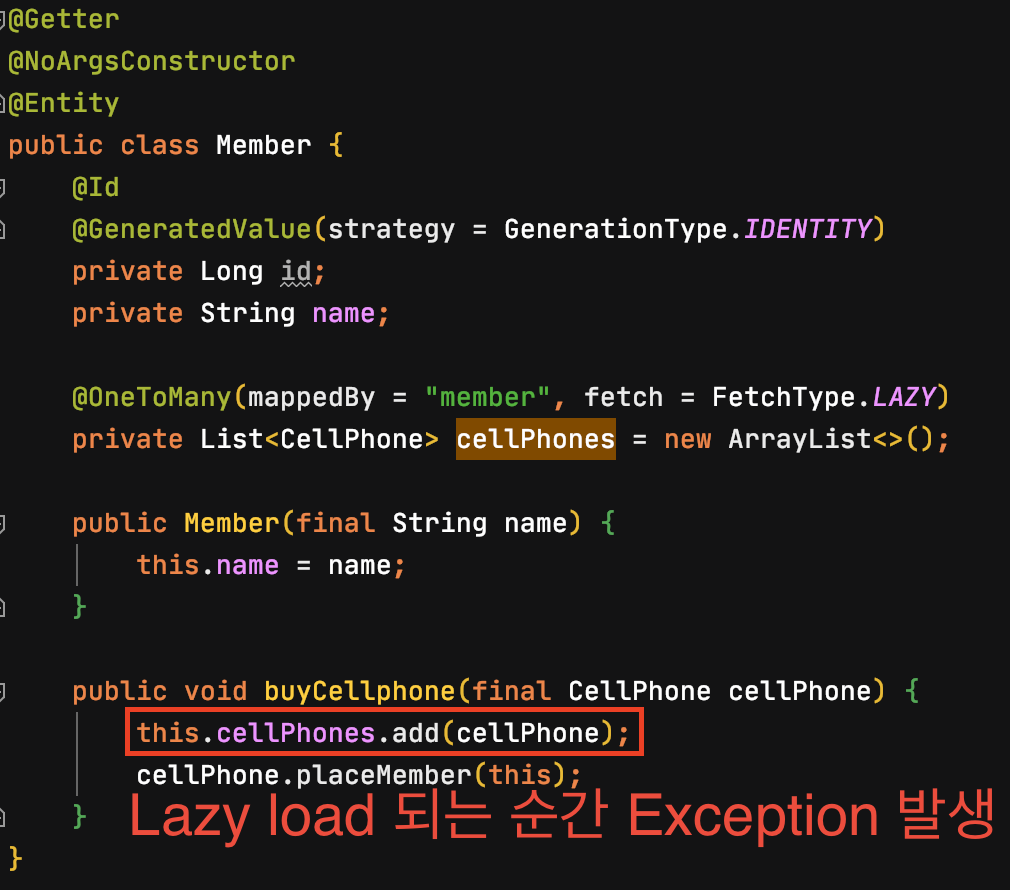 @Getter
@NoArgsConstructor
@Entity
public class Member {
    @Id
    @GeneratedValue(strategy = GenerationType.IDENTITY)
    private Long id;
    private String name;

    @OneToMany(mappedBy = "member", fetch = FetchType.LAZY)
    private List<CellPhone> cellPhones = new ArrayList<>();

    public Member(final String name) {
        this.name = name;
    }

    public void buyCellphone(final CellPhone cellPhone) {
        this.cellPhones.add(cellPhone);
        cellPhone.placeMember(this);
    }
Lazy load 되는 순간 Exception 발생
}